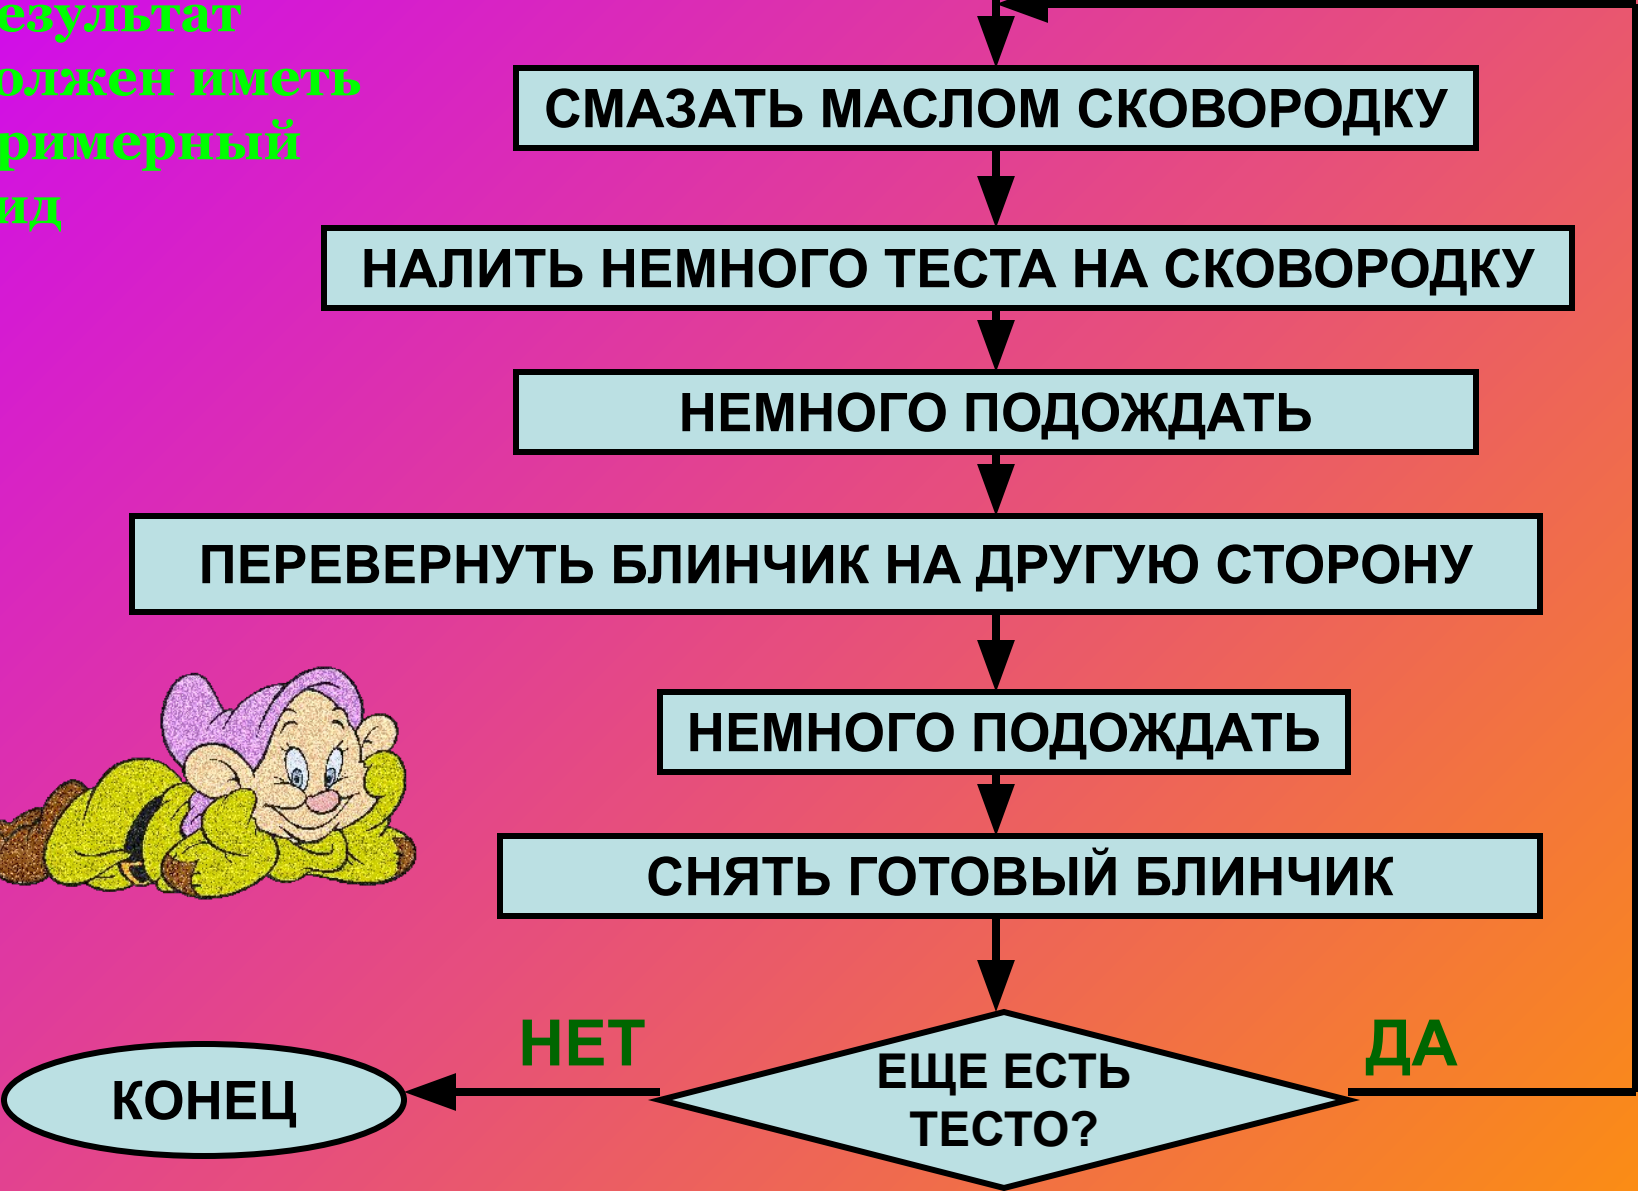 езультат
олжен иметь
римерный
ид
СМАЗАТЬ МАСЛОМ СКОВОРОДКУ
НАЛИТЬ НЕМНОГО ТЕСТА НА СКОВОРОДКУ
НЕМНОГО ПОДОЖДАТЬ
ПЕРЕВЕРНУТЬ БЛИНЧИК НА ДРУГУЮ СТОРОНУ
НЕМНОГО ПОДОЖДАТЬ
СНЯТЬ ГОТОВЫЙ БЛИНЧИК
НЕТ
ДА
ЕЩЕ ЕСТЬ
ТЕСТО?
КОНЕЦ